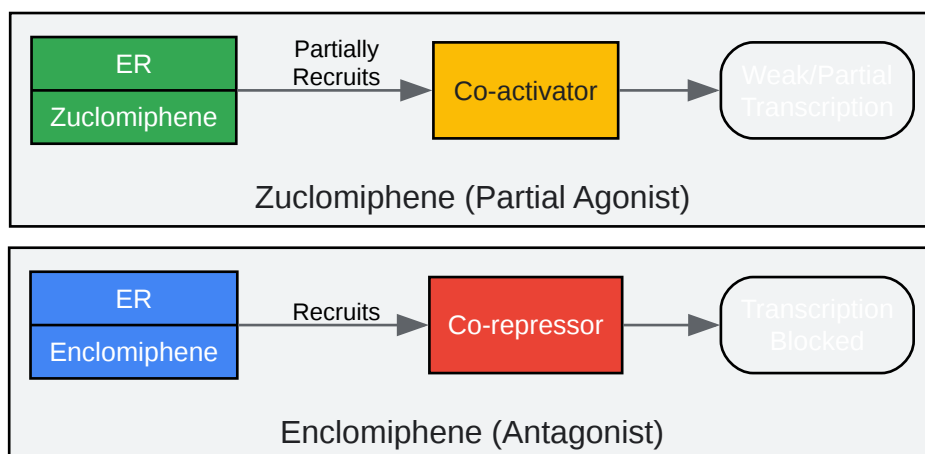 ER
Zuclomiphene
Partially
Recruits
Co-activator
Weak/Partial
Transcription
Zuclomiphene (Partial Agonist)
ER
Enclomiphene
Recruits
Co-repressor
Transcription
Blocked
Enclomiphene (Antagonist)